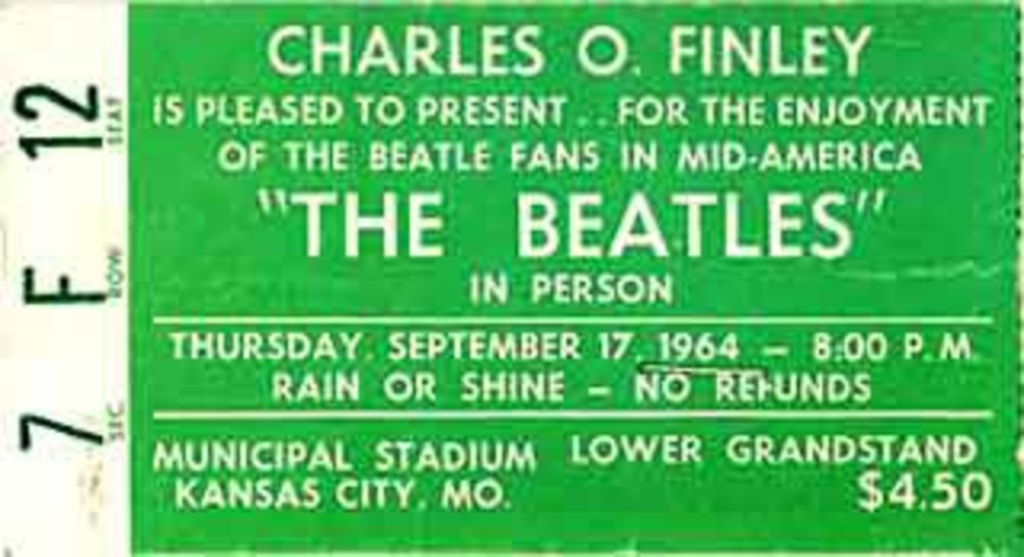 CHARLES O. FINLEY
IS PLEASED TO PRESENT . . FOR THE ENJOYMENT
OF THE BEATLE FANS IN MID-AMERICA
"THE BEATLES"
IN PERSON
THURSDAY. SEPTEMBER 17, 1964 – 8:00 P.M.
RAIN OR SHINE – NO REFUNDS
MUNICIPAL STADIUM LOWER GRANDSTAND
KANSAS CITY, MO. $4.50
7 SEC
F ROW
12 SEAT